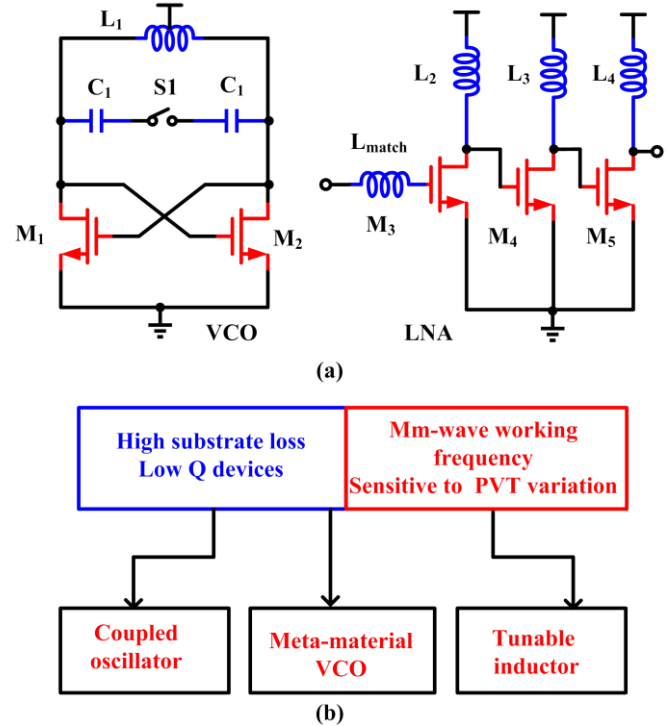 L1
C1 S1 C1
M1
M2
VCO
L2
L3
L4
Lmatch
M3
M4
M5
LNA
(a)
High substrate loss
Low Q devices
Mm-wave working
frequency
Sensitive to PVT variation
Coupled
oscillator
Meta-material
VCO
Tunable
inductor
(b)